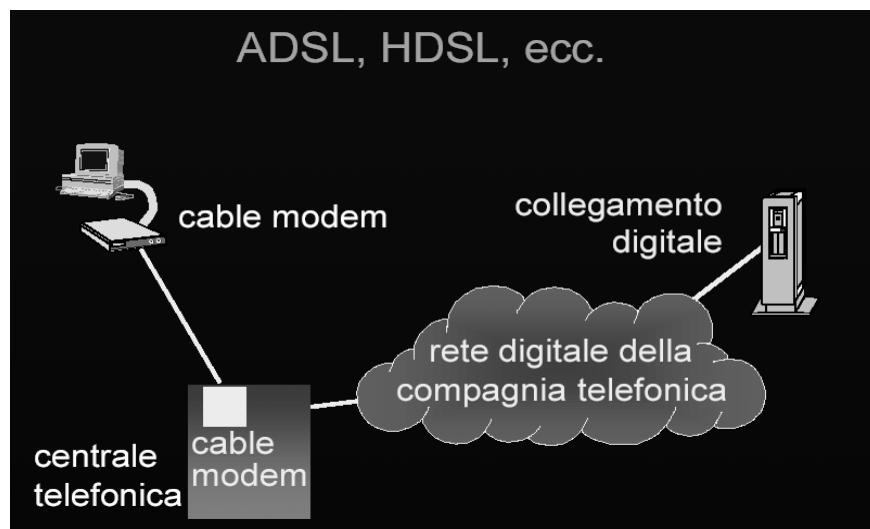 ADSL, HDSL, ecc.
cable modem
collegamento
digitale
rete digitale della
compagnia telefonica
cable
modem
centrale
telefonica